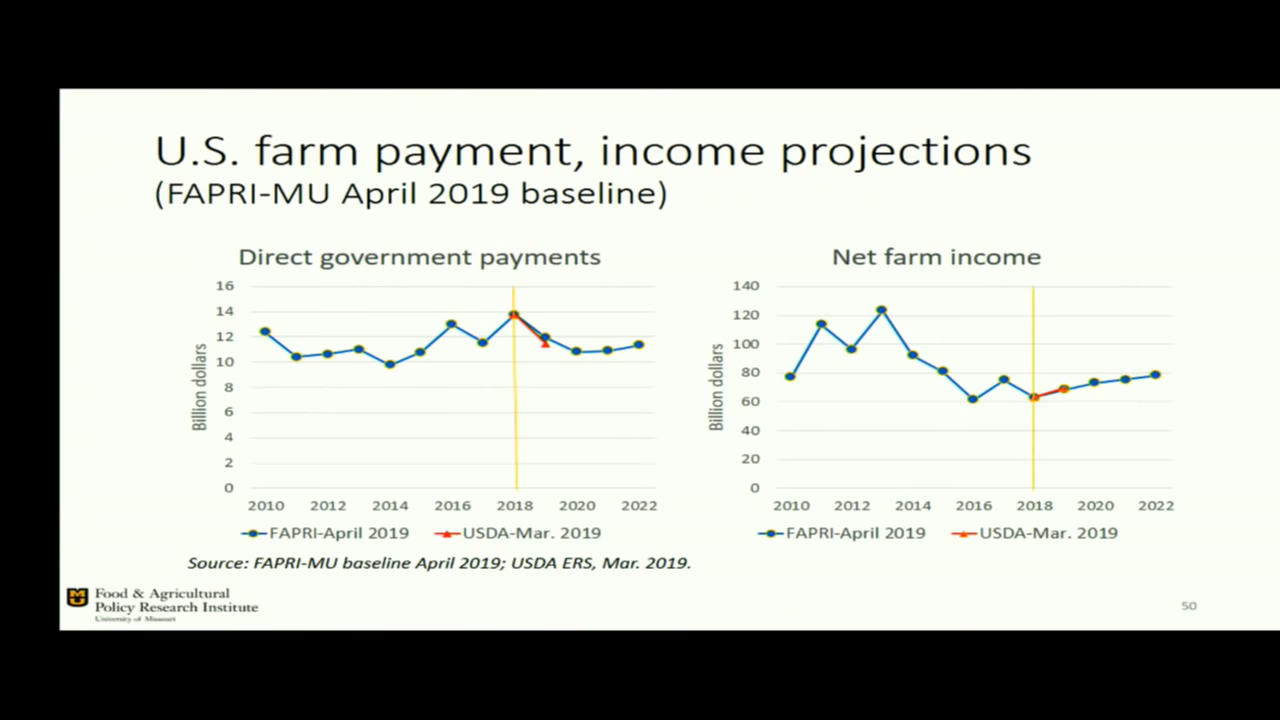 U.S. farm payment, income projections
(FAPRI-MU April 2019 baseline)
Direct government payments
16
14
12
10
8
6
4
2
0
Billion dollars
2010 2012 2014 2016 2018 2020 2022
FAPRI-April 2019 USDA-Mar. 2019
Net farm income
140
120
100
80
60
40
20
0
Billion dollars
2010 2012 2014 2016 2018 2020 2022
FAPRI-April 2019 USDA-Mar. 2019
Source: FAPRI-MU baseline April 2019; USDA ERS, Mar. 2019.
MU
Food & Agricultural
Policy Research Institute
University of Missouri
50